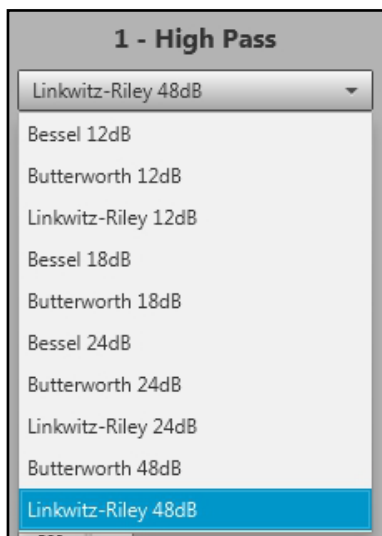 1 - High Pass
Linkwitz-Riley 48dB
Bessel 12dB
Butterworth 12dB
Linkwitz-Riley 12dB
Bessel 18dB
Butterworth 18dB
Bessel 24dB
Butterworth 24dB
Linkwitz-Riley 24dB
Butterworth 48dB
Linkwitz-Riley 48dB